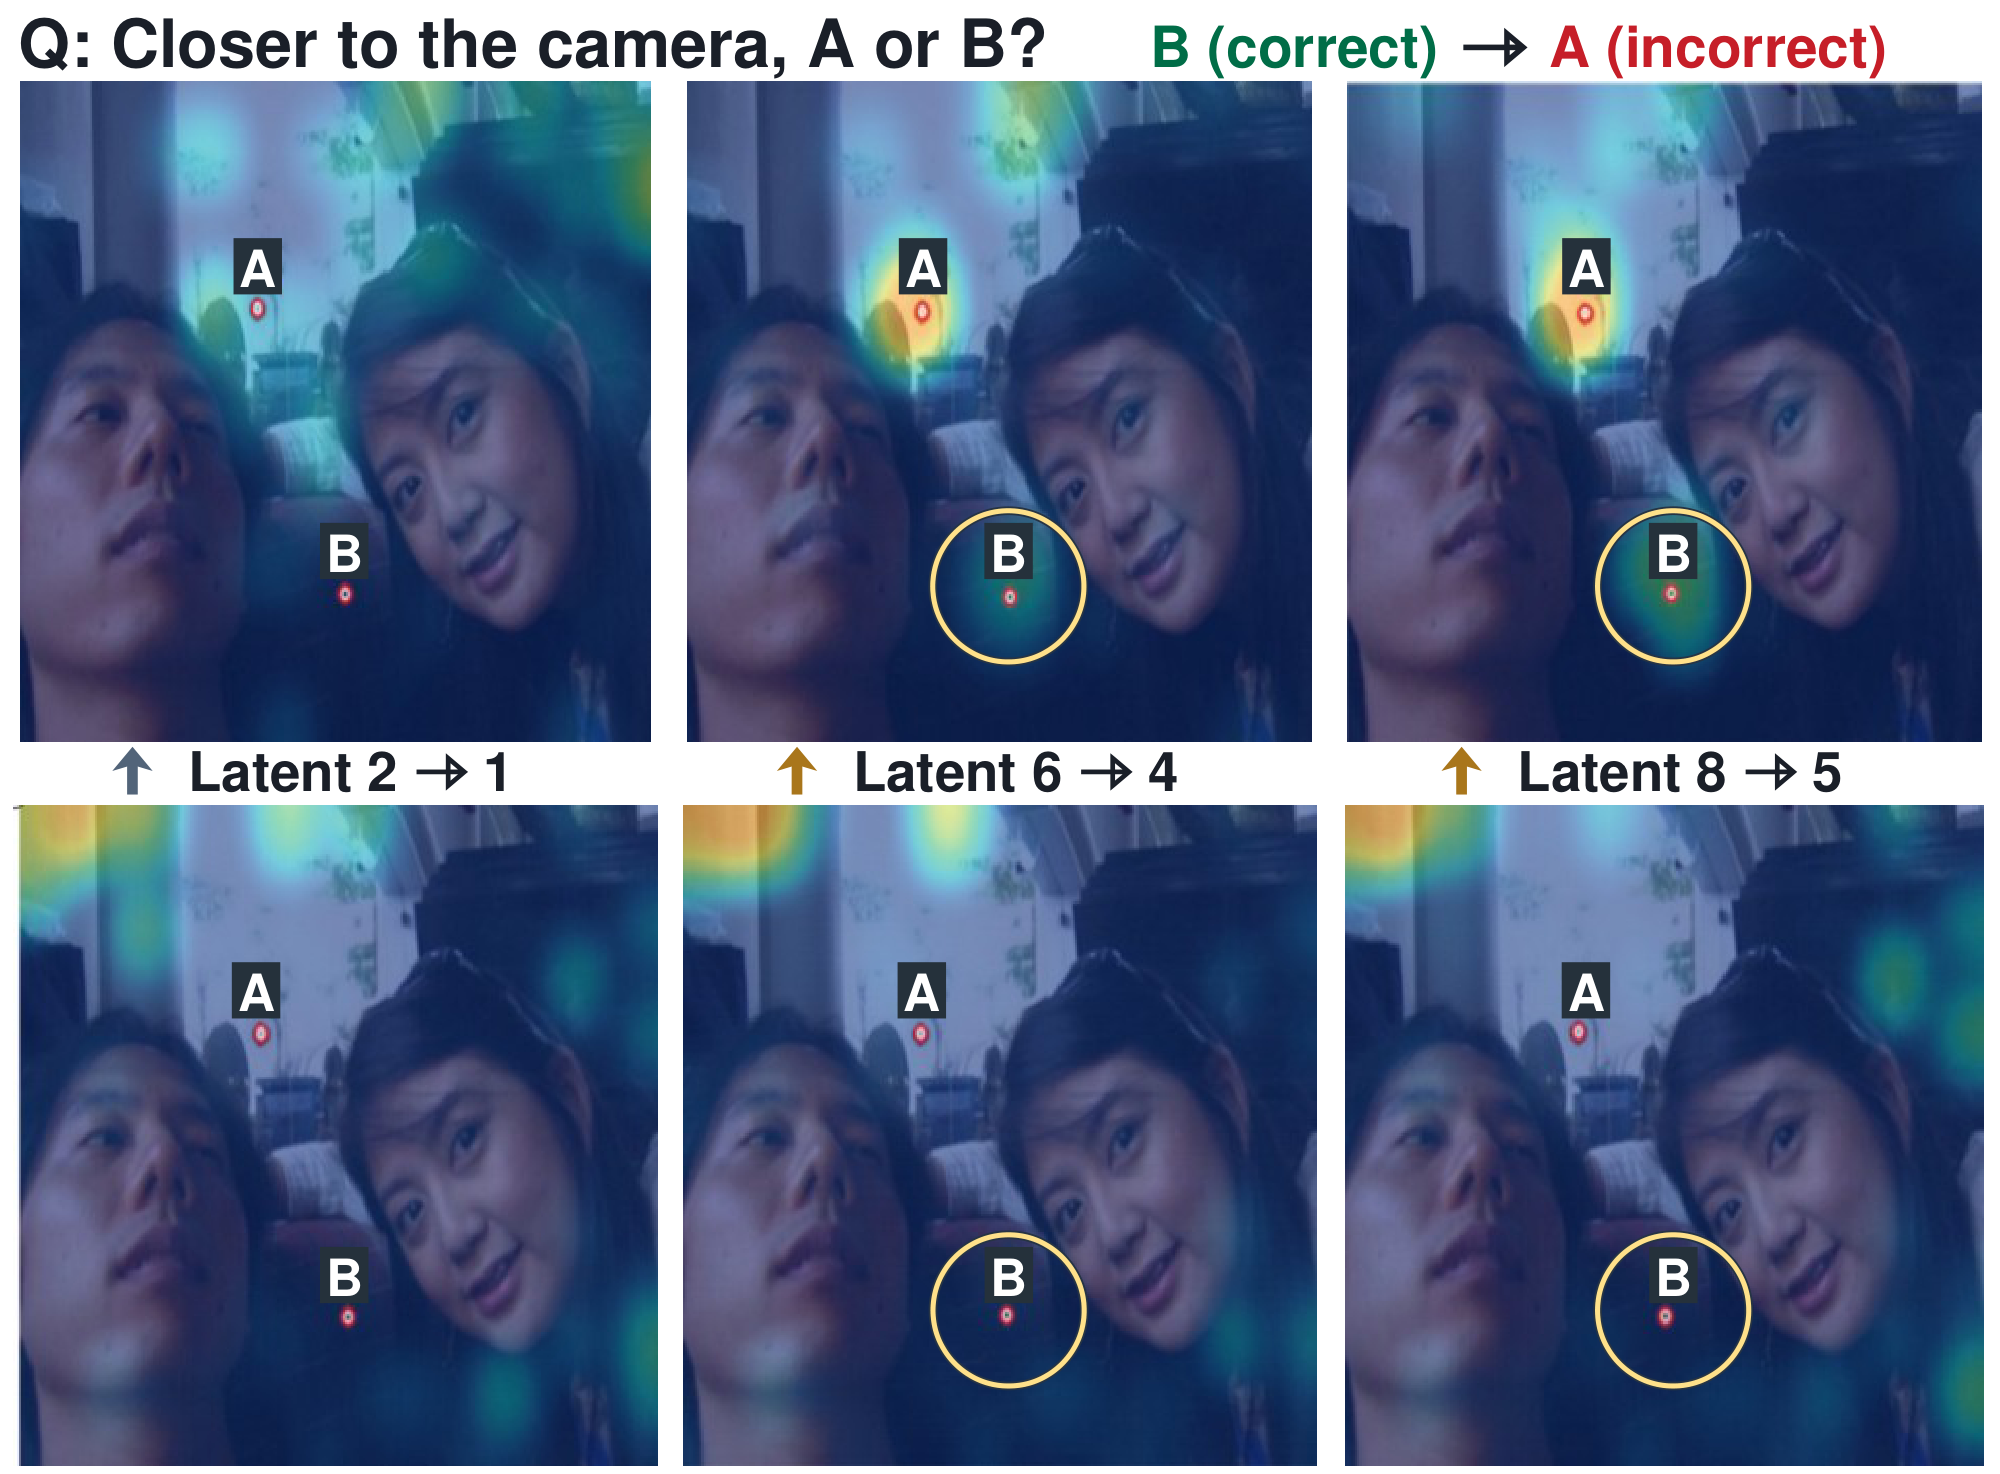 Q: Closer to the camera, A or B?
B (correct) → A (incorrect)
A
A
A
B
B
B
↑ Latent 2 → 1
↑ Latent 6 → 4
↑ Latent 8 → 5
A
A
A
B
B
B